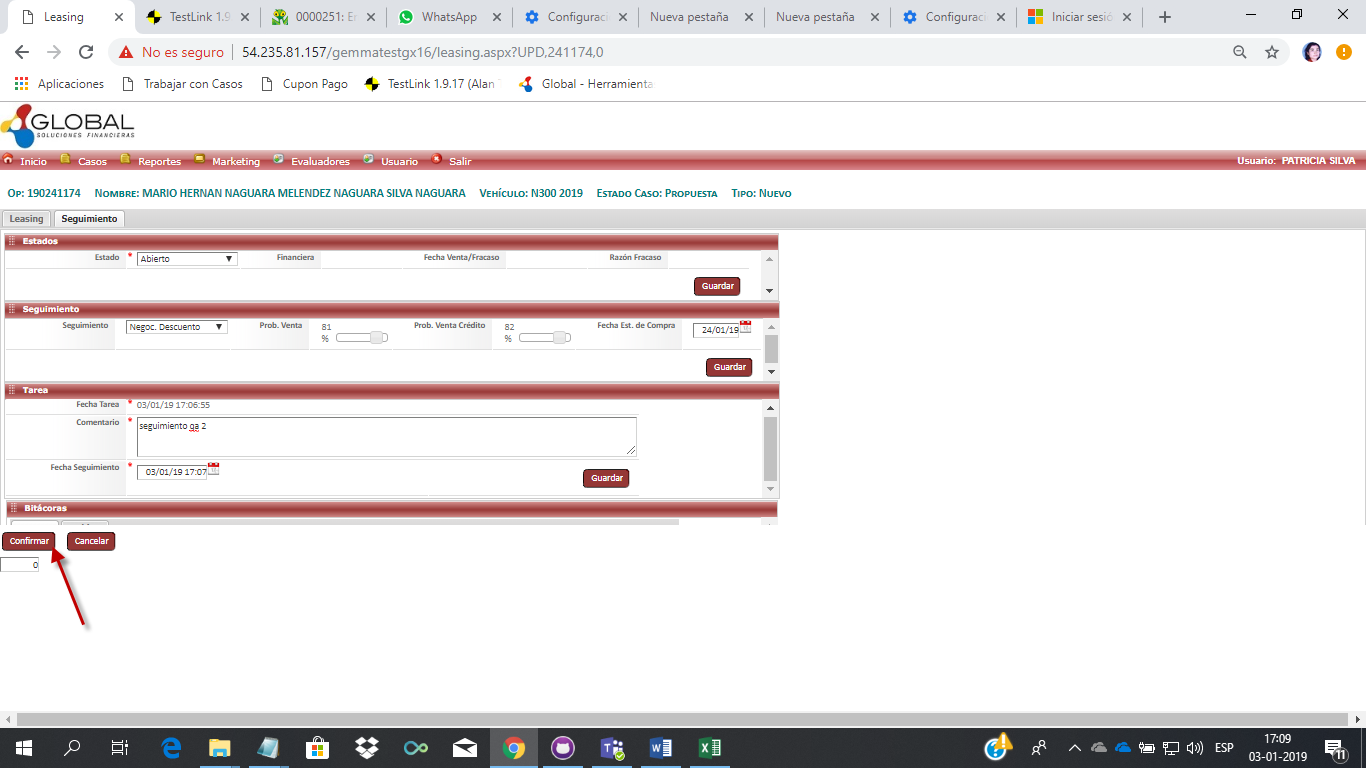 Leasing
TestLink 1.9
0000251: Er
WhatsApp
Configuraci
Nueva pestaña
Nueva pestaña
Configuraci
Iniciar sesió
No es seguro
54.235.81.157/gemmatestgx16/leasing.aspx?UPD,241174,0
Aplicaciones
Trabajar con Casos
Cupon Pago
TestLink 1.9.17 (Alan
Global - Herramienta
GLOBAL
SOLUCIONES FINANCIERAS
Inicio Casos Reportes Marketing Evaluadores Usuario Salir Usuario: PATRICIA SILVA
Op: 190241174 Nombre: MARIO HERNAN NAGUARA MELENDEZ NAGUARA SILVA NAGUARA Vehículo: N300 2019 Estado Caso: Propuesta Tipo: Nuevo
Leasing Seguimiento
Estados
Estado * Abierto Financiera Fecha Venta/Fracaso Razón Fracaso
Guardar
Seguimiento
Seguimiento Negoc. Descuento Prob. Venta 81 % Prob. Venta Crédito 82 % Fecha Est. de Compra 24/01/19
Guardar
Tarea
Fecha Tarea * 03/01/19 17:06:55
Comentario * seguimiento qa 2
Fecha Seguimiento * 03/01/19 17:07
Guardar
Bitácoras
Confirmar Cancelar
0
ESP
17:09
03-01-2019
11